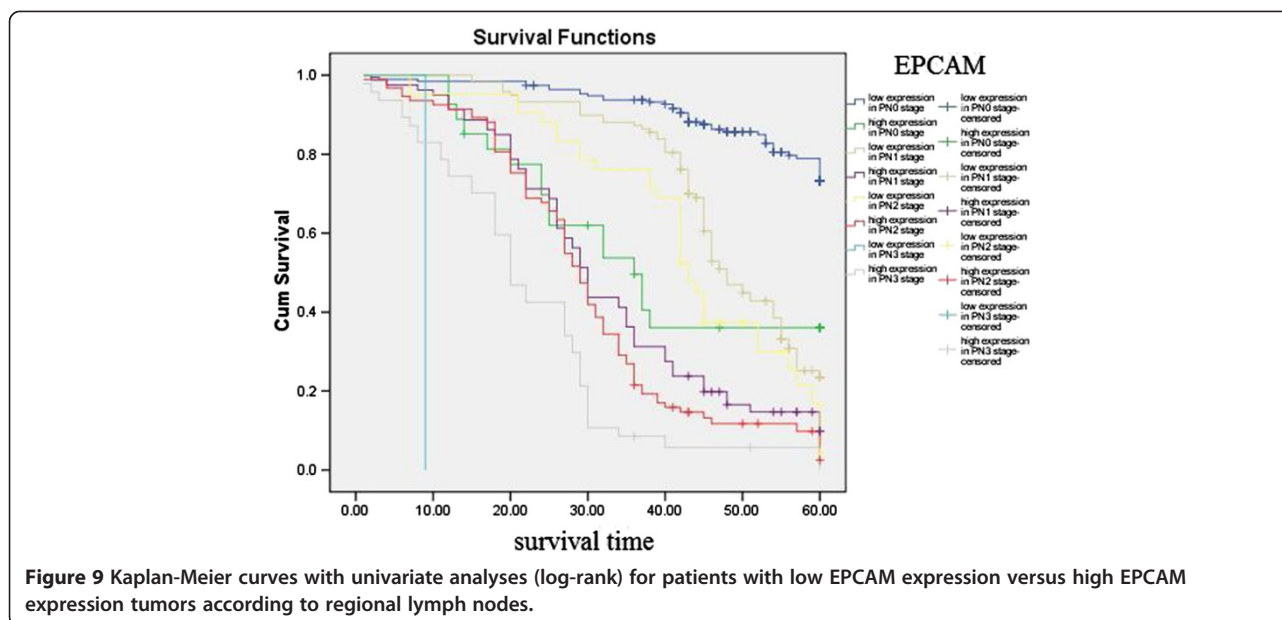 Survival Functions
EPCAM
low expression
in PN0 stage
high expression
in PN0 stage
low expression
in PN1 stage
high expression
in PN1 stage
low expression
in PN2 stage
high expression
in PN2 stage
low expression
in PN3 stage
high expression
in PN3 stage
low expression
in PN0 stage-
censored
high expression
in PN0 stage-
censored
low expression
in PN1 stage-
censored
high expression
in PN1 stage-
censored
low expression
in PN2 stage-
censored
high expression
in PN2 stage-
censored
low expression
in PN3 stage-
censored
high expression
in PN3 stage-
censored
Cum Survival
1.0
0.8
0.6
0.4
0.2
0.0
0.00 10.00 20.00 30.00 40.00 50.00 60.00
survival time
Figure 9 Kaplan-Meier curves with univariate analyses (log-rank) for patients with low EPCAM expression versus high EPCAM
expression tumors according to regional lymph nodes.